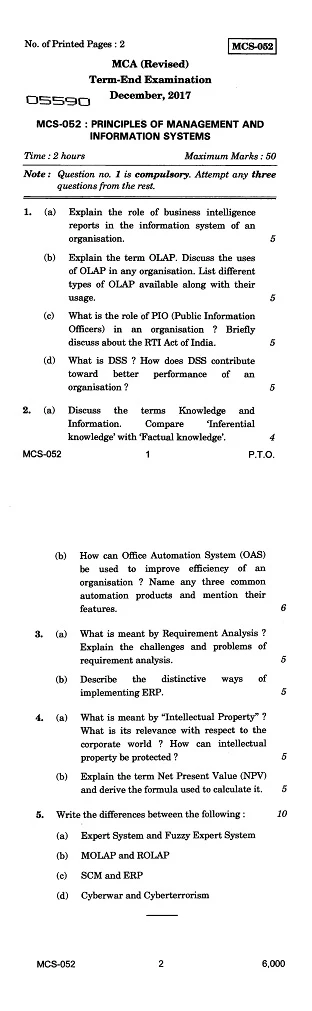 No. of Printed Pages : 2 MCS-052
MCA (Revised)
Term-End Examination
05590 December, 2017
MCS-052 : PRINCIPLES OF MANAGEMENT AND
INFORMATION SYSTEMS
Time : 2 hours Maximum Marks : 50
Note : Question no. 1 is compulsory. Attempt any three
questions from the rest.
1. (a) Explain the role of business intelligence
reports in the information system of an
organisation. 5
(b) Explain the term OLAP. Discuss the uses
of OLAP in any organisation. List different
types of OLAP available along with their
usage. 5
(c) What is the role of PIO (Public Information
Officers) in an organisation ? Briefly
discuss about the RTI Act of India. 5
(d) What is DSS ? How does DSS contribute
toward better performance of an
organisation ? 5
2. (a) Discuss the terms Knowledge and
Information. Compare 'Inferential
knowledge' with 'Factual knowledge'. 4
MCS-052 1 P.T.O.
(b) How can Office Automation System (OAS)
be used to improve efficiency of an
organisation ? Name any three common
automation products and mention their
features. 6
3. (a) What is meant by Requirement Analysis ?
Explain the challenges and problems of
requirement analysis. 5
(b) Describe the distinctive ways of
implementing ERP. 5
4. (a) What is meant by "Intellectual Property" ?
What is its relevance with respect to the
corporate world ? How can intellectual
property be protected ? 5
(b) Explain the term Net Present Value (NPV)
and derive the formula used to calculate it. 5
5. Write the differences between the following : 10
(a) Expert System and Fuzzy Expert System
(b) MOLAP and ROLAP
(c) SCM and ERP
(d) Cyberwar and Cyberterrorism
MCS-052 2 6,000